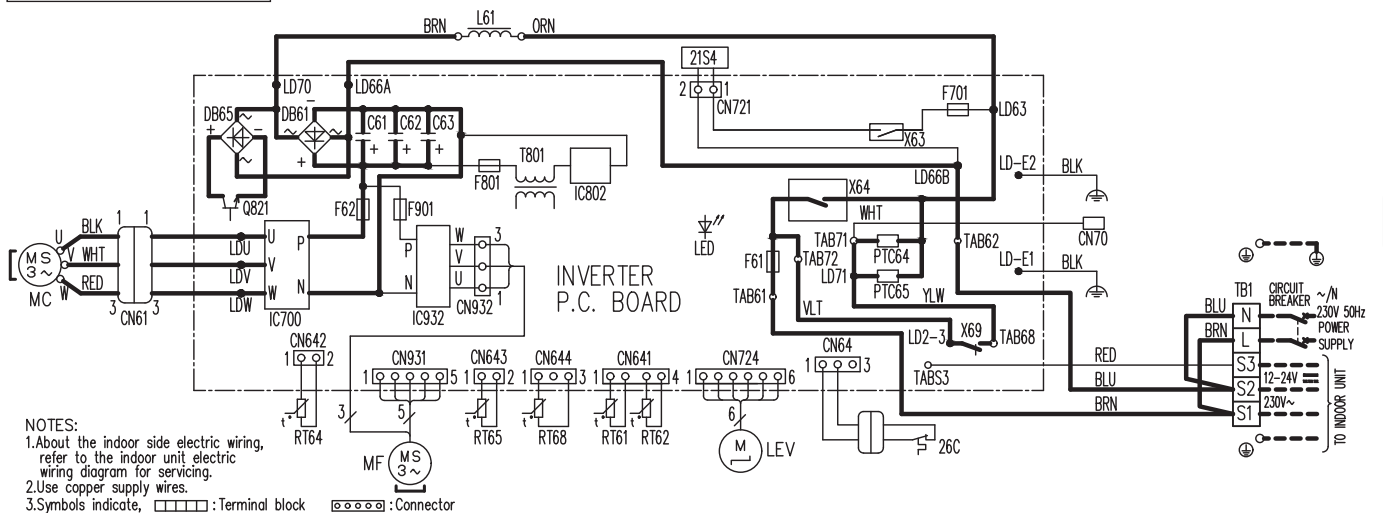 BRN L61 ORN
21S4
2 1
CN721
LD70 LD66A
DB65 DB61
+ ~ − ~
− ~ ~ +
C61 C62 C63
+ + +
F701
X63
LD63
T801
F801
IC802
LD66B
LD-E2 BLK
Q821
F62 F901
X64
WHT
LED
TAB71
PTC64
TAB62
CN70
F61 TAB72
LD71
PTC65
LD-E1 BLK
TAB61
YLW
VLT
LD2-3 X69 TAB68
U BLK 1 1
V WHT
W RED 3 3
MS
3~
MC
CN61
LDU
LDV
LDW
U P
V
W N
IC700
P W
V
N U
IC932
3
1
CN932
INVERTER
P.C. BOARD
CN642
1 2
t°
RT64
CN931
1 5
3
5
MF
MS
3~
CN643
1 2
t°
RT65
CN644
1 3
t°
RT68
CN641
1 4
t° t°
RT61 RT62
CN724
1 6
6
M
LEV
CN64
1 3
26C
TABS3
RED
BLU
BRN
BLU
BRN
TB1
N
L
S3
S2
S1
CIRCUIT
BREAKER
~/N
230V 50Hz
POWER
SUPPLY
12-24V
230V~
TO INDOOR UNIT
NOTES:
1.About the indoor side electric wiring,
refer to the indoor unit electric
wiring diagram for servicing.
2.Use copper supply wires.
3.Symbols indicate, : Terminal block : Connector